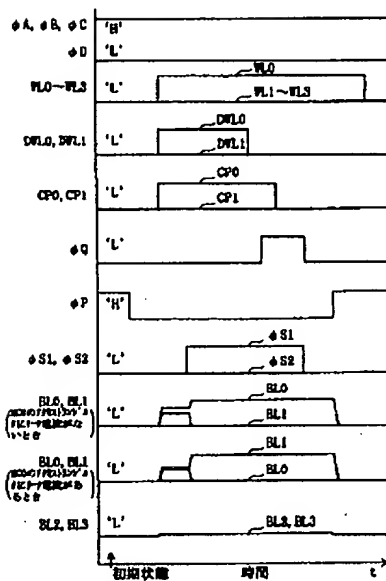 φA, φB, φC 'H'
φD 'L'
WL0
WL0～WL3 'L'
WL1～WL3
DWL0
DWL0, DWL1 'L'
DWL1
CP0
CP0, CP1 'L'
CP1
φQ 'L'
φP 'H'
φS1
φS1, φS2 'L'
φS2
BL0, BL1 BL0
'L' BL1
BL0, BL1 BL1
'L' BL0
BL2, BL3 'L' BL2, BL3
初期状態 時間 t